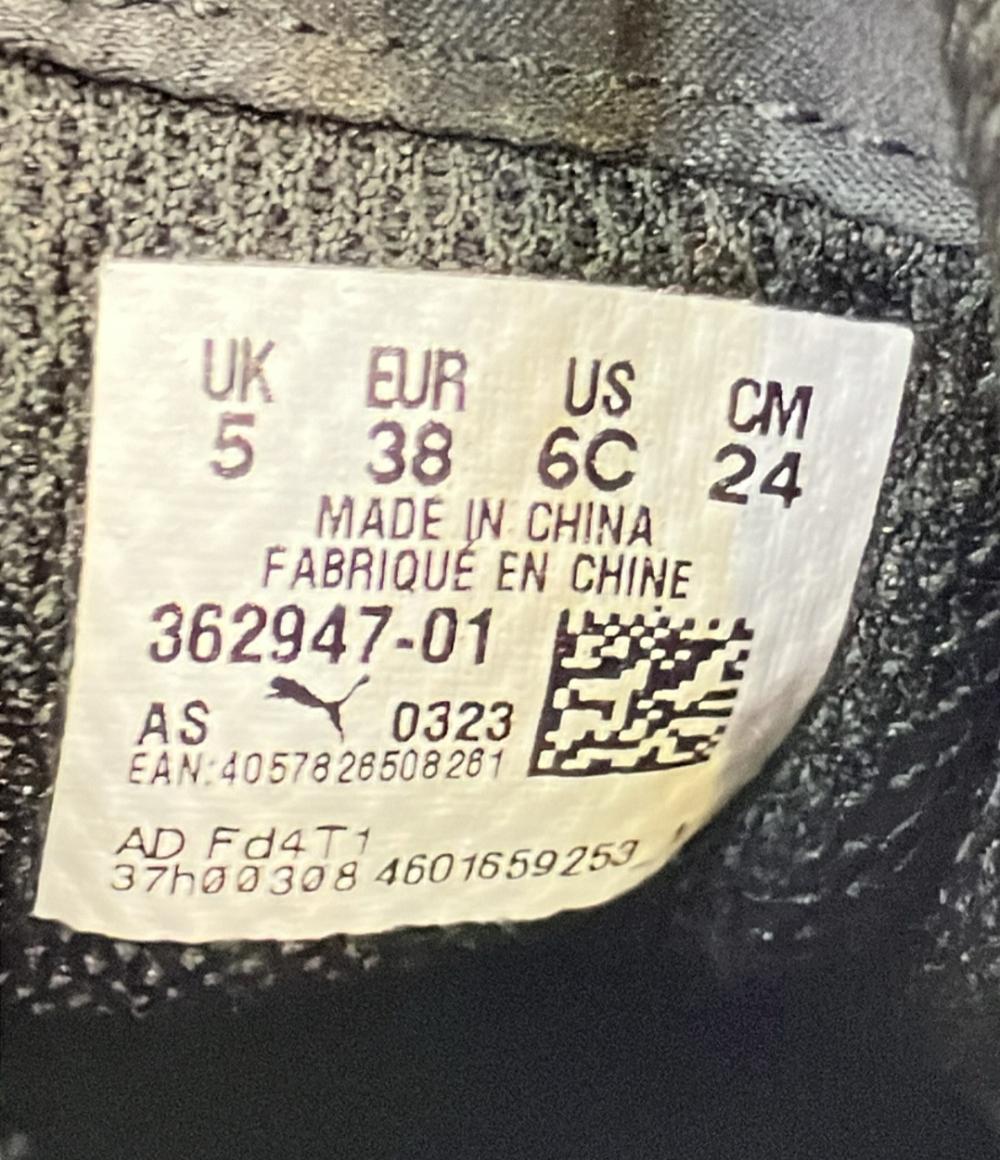 UK EUR US CM
5 38 6C 24
MADE IN CHINA
FABRIQUÉ EN CHINE
362947-01
AS 0323
EAN:4057828508261
AD Fd4T1
37h00308 4601659253